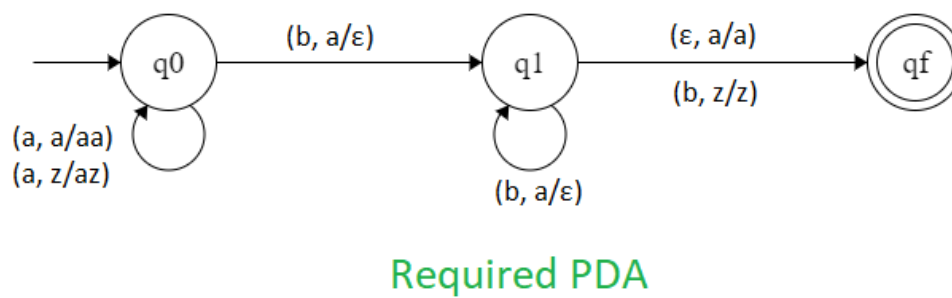 (b, a/ε)
(ε, a/a)
q0
q1
qf
(b, z/z)
(a, a/aa)
(a, z/az)
(b, a/ε)
Required PDA